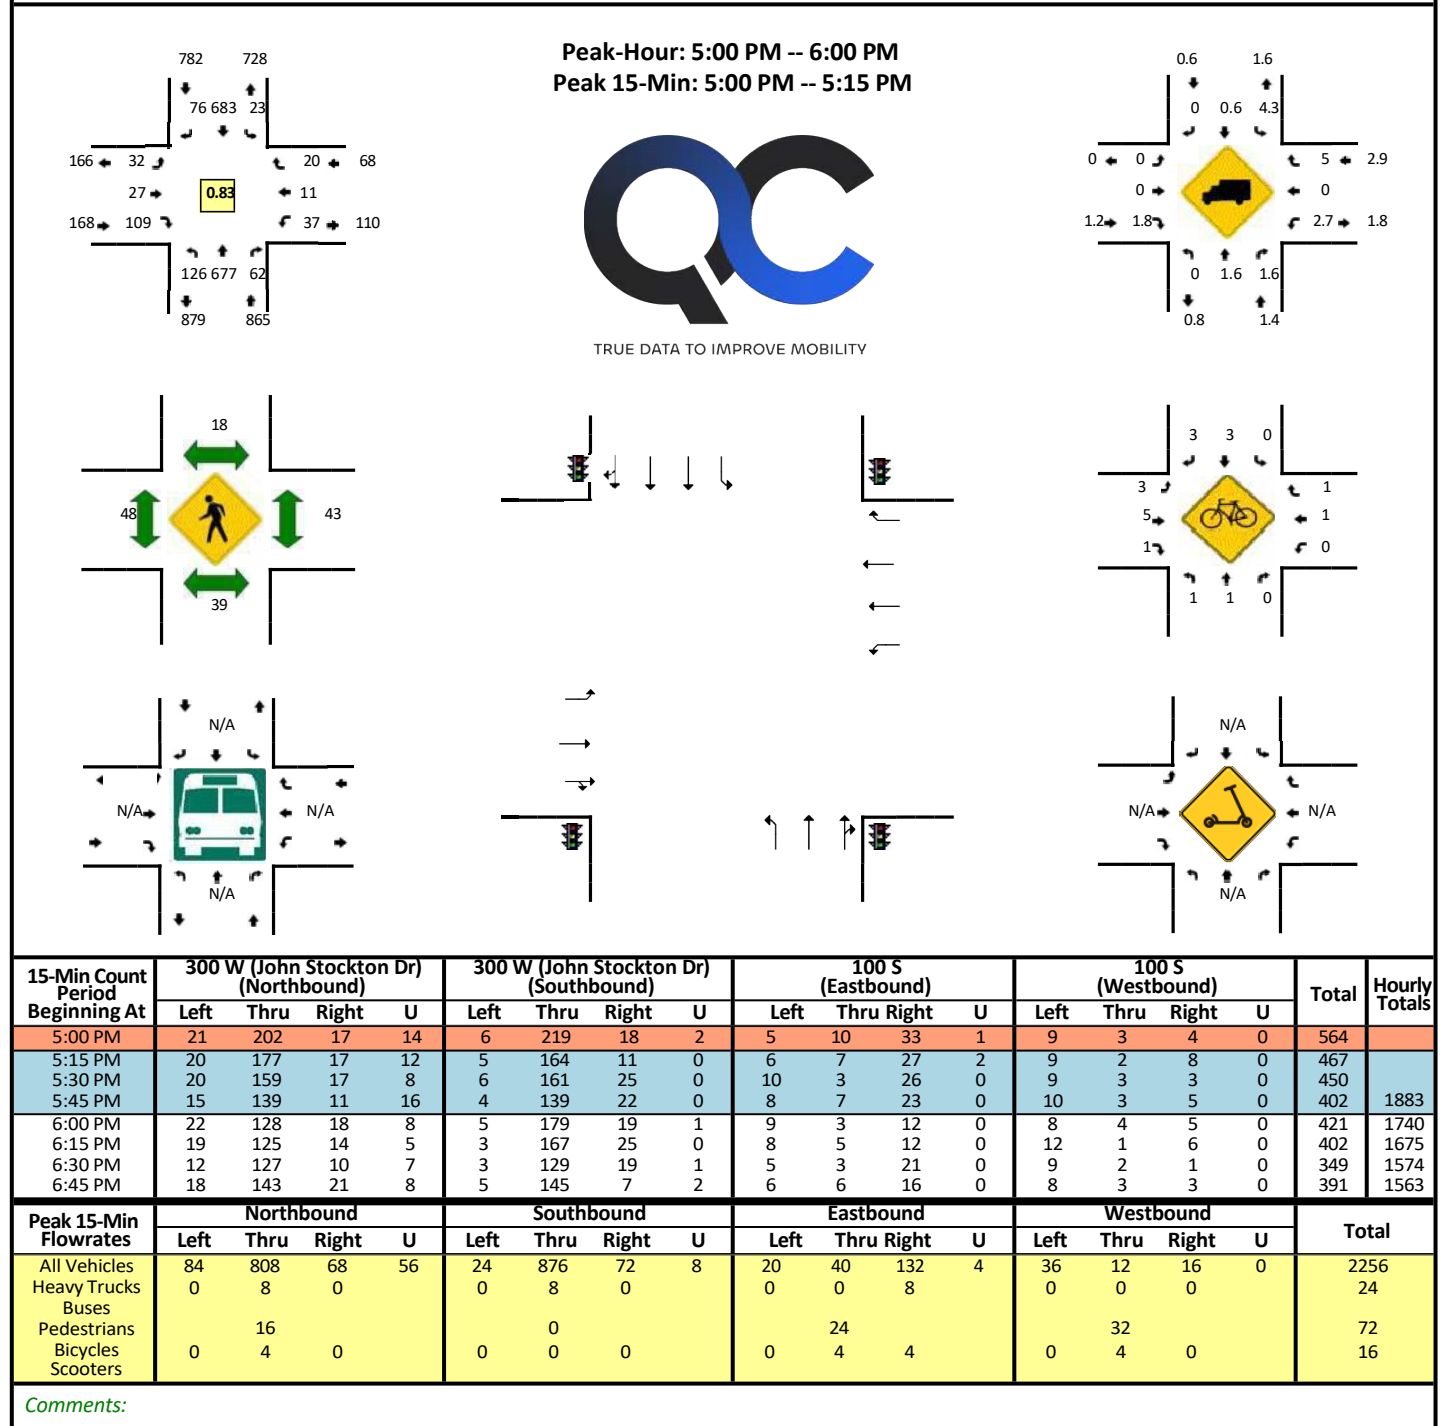 Peak-Hour: 5:00 PM -- 6:00 PM
Peak 15-Min: 5:00 PM -- 5:15 PM
782 728
76 683 23
166 32 20 68
27 0.83 11
168 109 37 110
126 677 62
879 865
TRUE DATA TO IMPROVE MOBILITY
0.6 1.6
0 0.6 4.3
0 0 5 2.9
0 0
1.2 1.8 2.7 1.8
0 1.6 1.6
0.8 1.4
18
48 43
39
3 3 0
3 1
5 1
1 0
1 1 0
N/A
N/A N/A
N/A
N/A
N/A N/A
N/A
15-Min Count Period Beginning At 300 W (John Stockton Dr) (Northbound) 300 W (John Stockton Dr) (Southbound) 100 S (Eastbound) 100 S (Westbound) Total Hourly Totals
Left Thru Right U Left Thru Right U Left Thru Right U Left Thru Right U
5:00 PM 21 202 17 14 6 219 18 2 5 10 33 1 9 3 4 0 564
5:15 PM 20 177 17 12 5 164 11 0 6 7 27 2 9 2 8 0 467
5:30 PM 20 159 17 8 6 161 25 0 10 3 26 0 9 3 3 0 450
5:45 PM 15 139 11 16 4 139 22 0 8 7 23 0 10 3 5 0 402 1883
6:00 PM 22 128 18 8 5 179 19 1 9 3 12 0 8 4 5 0 421 1740
6:15 PM 19 125 14 5 3 167 25 0 8 5 12 0 12 1 6 0 402 1675
6:30 PM 12 127 10 7 3 129 19 1 5 3 21 0 9 2 1 0 349 1574
6:45 PM 18 143 21 8 5 145 7 2 6 6 16 0 8 3 3 0 391 1563
Peak 15-Min Flowrates Northbound Southbound Eastbound Westbound Total
Left Thru Right U Left Thru Right U Left Thru Right U Left Thru Right U
All Vehicles 84 808 68 56 24 876 72 8 20 40 132 4 36 12 16 0 2256
Heavy Trucks 0 8 0 0 8 0 0 0 8 0 0 0 24
Buses
Pedestrians 16 0 24 32 72
Bicycles 0 4 0 0 0 0 0 4 4 0 4 0 16
Scooters
Comments: